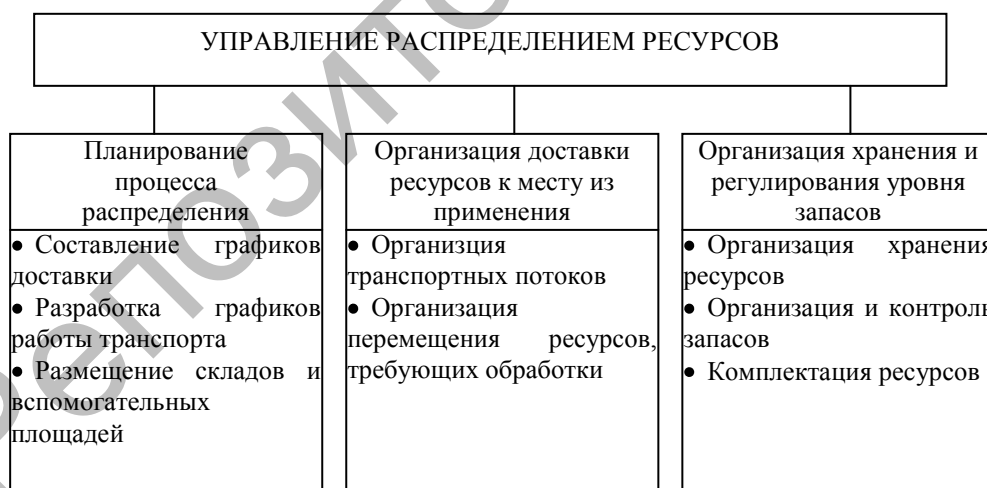 УПРАВЛЕНИЕ РАСПРЕДЕЛЕНИЕМ РЕСУРСОВ
Планирование
процесса
распределения
• Составление графиков
доставки
• Разработка графиков
работы транспорта
• Размещение складов и
вспомогательных
площадей
Организация доставки
ресурсов к месту из
применения
• Организция
транспортных потоков
• Организация
перемещения ресурсов,
требующих обработки
Организация хранения и
регулирования уровня
запасов
• Организация хранения
ресурсов
• Организация и контроль
запасов
• Комплектация ресурсов